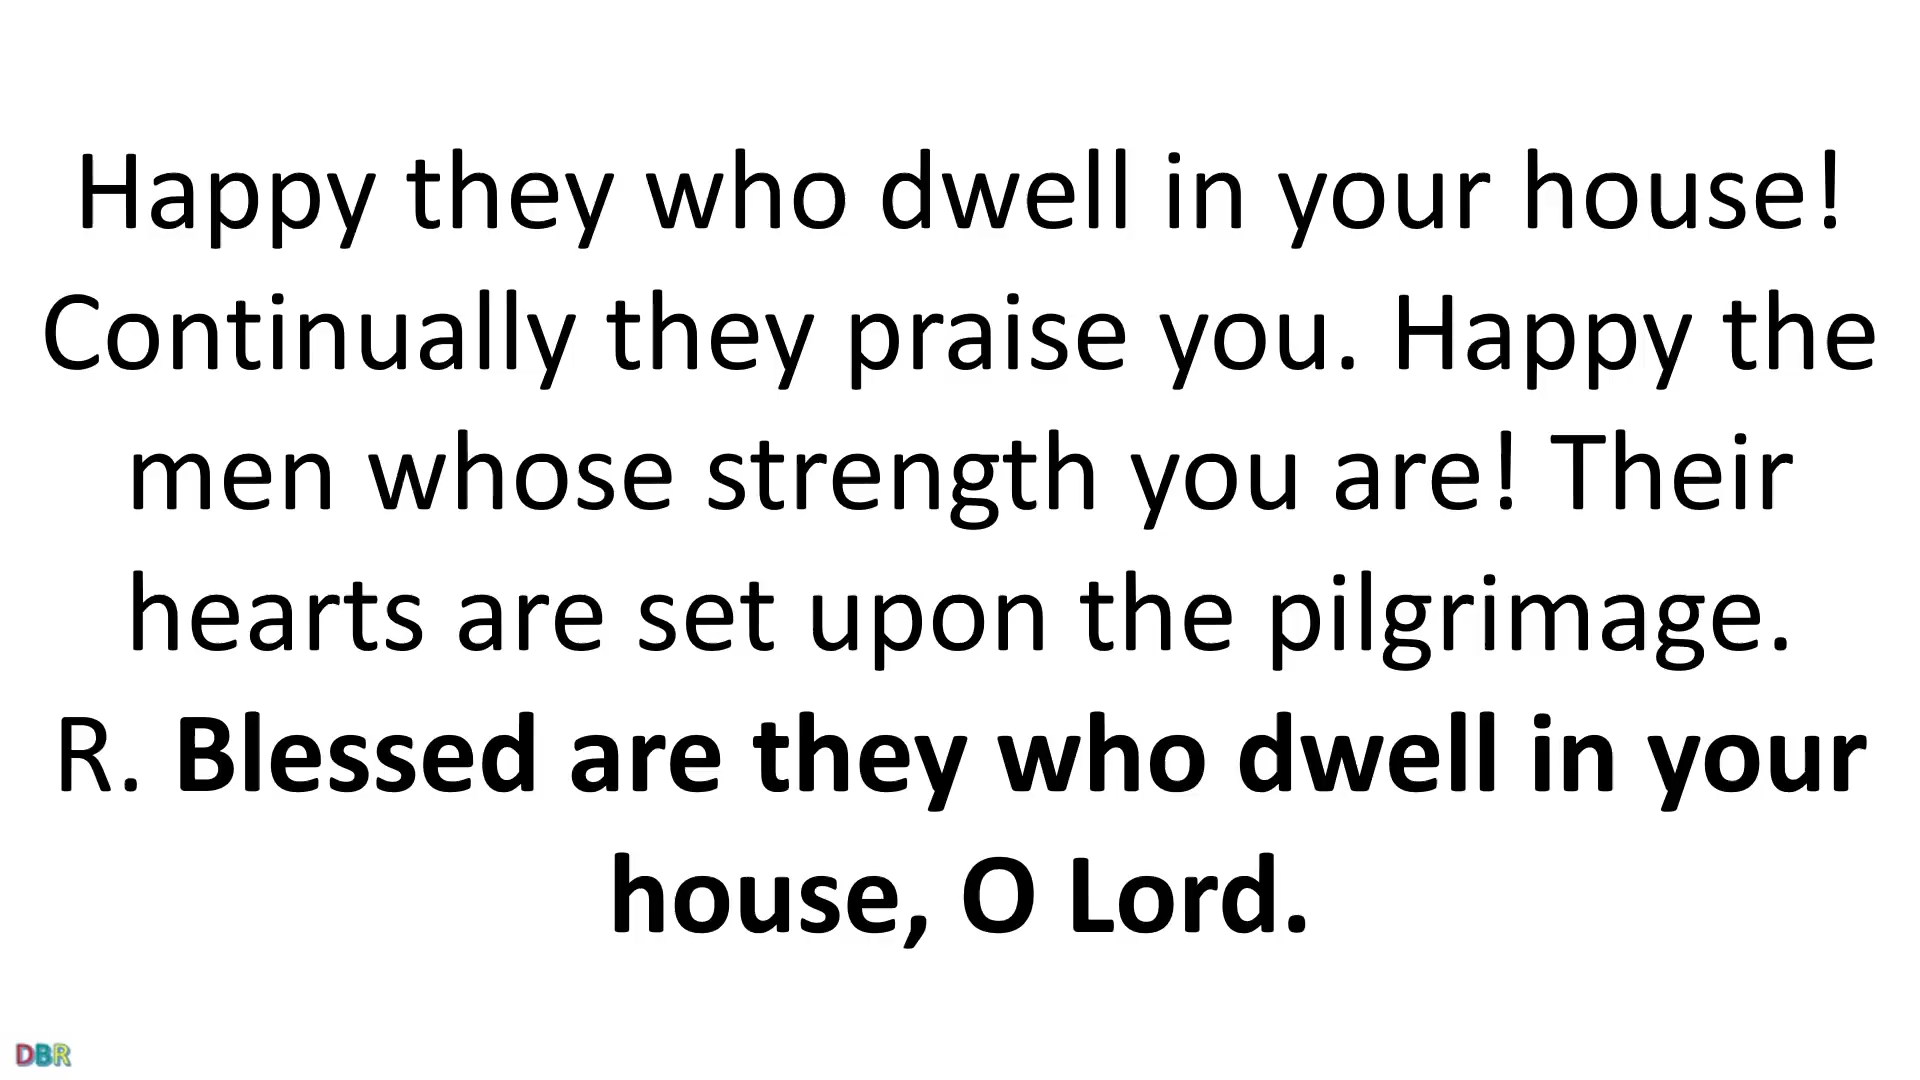 Happy they who dwell in your house!
Continually they praise you. Happy the
men whose strength you are! Their
hearts are set upon the pilgrimage.
R. Blessed are they who dwell in your
house, O Lord.
DBR